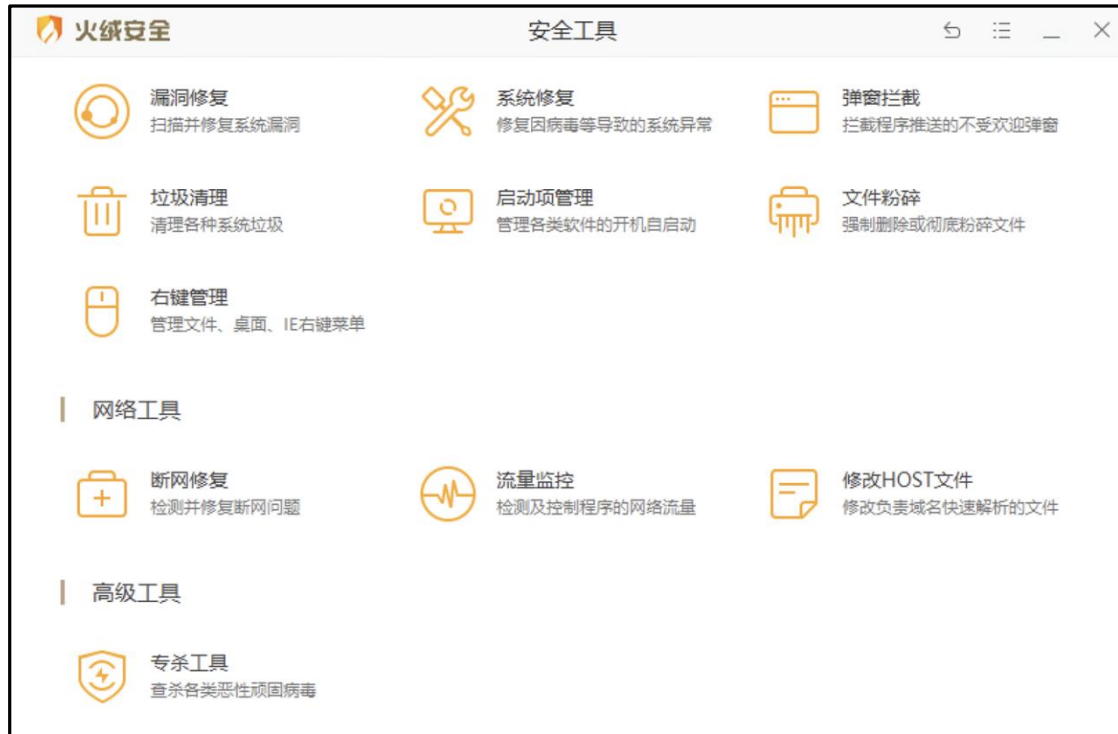 火绒安全
安全工具
漏洞修复
扫描并修复系统漏洞
系统修复
修复因病毒等导致的系统异常
弹窗拦截
拦截程序推送的不受欢迎弹窗
垃圾清理
清理各种系统垃圾
启动项管理
管理各类软件的开机自启动
文件粉碎
强制删除或彻底粉碎文件
右键管理
管理文件、桌面、IE右键菜单
网络工具
断网修复
检测并修复断网问题
流量监控
检测及控制程序的网络流量
修改HOST文件
修改负责域名快速解析的文件
高级工具
专杀工具
查杀各类恶性顽固病毒